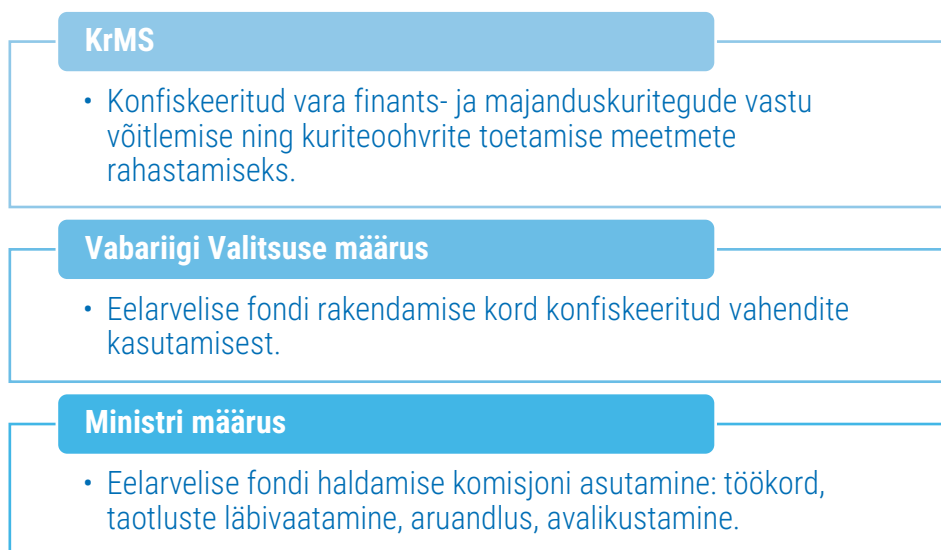 KrMS
• Konfiskeeritud vara finants- ja majanduskuritegude vastu
võitlemise ning kuriteoohvrite toetamise meetmete
rahastamiseks.
Vabariigi Valitsuse määrus
• Eelarvelise fondi rakendamise kord konfiskeeritud vahendite
kasutamisest.
Ministri määrus
• Eelarvelise fondi haldamise komisjoni asutamine: töökord,
taotluste läbivaatamine, aruandlus, avalikustamine.